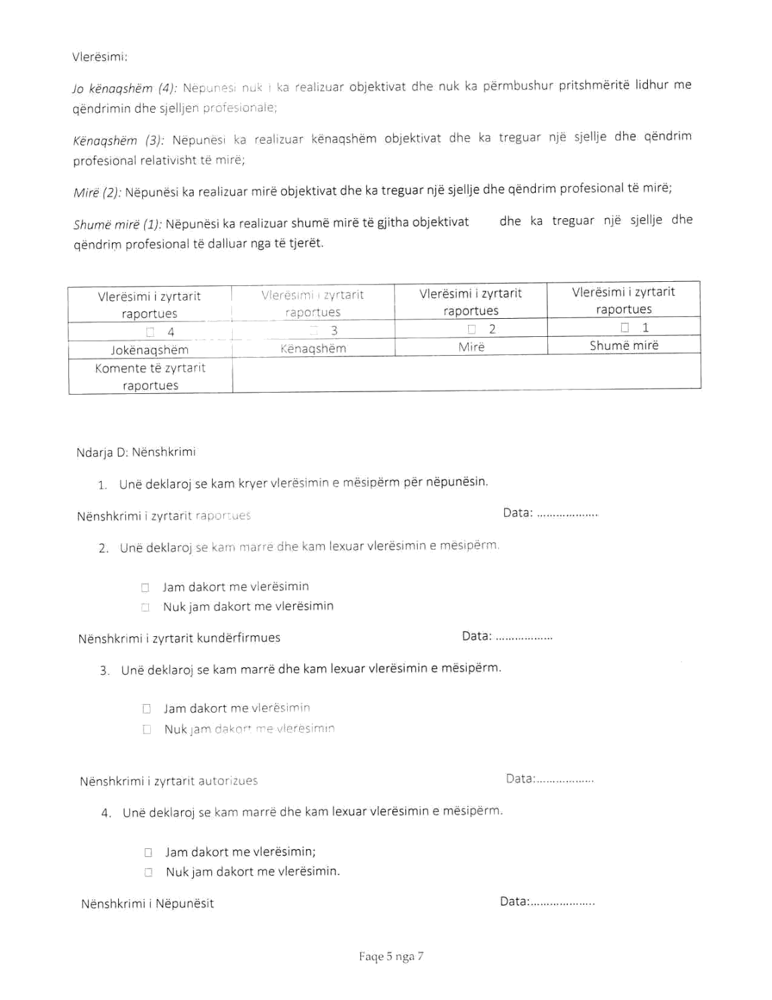 Vlerësimi:
Jo kënaqshëm (4): Nëpunësi nuk i ka realizuar objektivat dhe nuk ka përmbushur pritshmëritë lidhur me
qëndrimin dhe sjelljen profesionale;
Kënaqshëm (3): Nëpunësi ka realizuar kënaqshëm objektivat dhe ka treguar një sjellje dhe qëndrim
profesional relativisht të mirë;
Mirë (2): Nëpunësi ka realizuar mirë objektivat dhe ka treguar një sjellje dhe qëndrim profesional të mirë;
Shumë mirë (1): Nëpunësi ka realizuar shumë mirë të gjitha objektivat dhe ka treguar një sjellje dhe
qëndrim profesional të dalluar nga të tjerët.
Vlerësimi i zyrtarit raportues
Vlerësimi i zyrtarit raportues
Vlerësimi i zyrtarit raportues
Vlerësimi i zyrtarit raportues
☐ 4
☐ 3
☐ 2
☐ 1
Jokënaqshëm
Kënaqshëm
Mirë
Shumë mirë
Komente të zyrtarit
raportues
Ndarja D: Nënshkrimi
1. Unë deklaroj se kam kryer vlerësimin e mësipërm për nëpunësin.
Nënshkrimi i zyrtarit raportues Data: ...................
2. Unë deklaroj se kam marrë dhe kam lexuar vlerësimin e mësipërm.
☐ Jam dakort me vlerësimin
☐ Nuk jam dakort me vlerësimin
Nënshkrimi i zyrtarit kundërfirmues Data: ..................
3. Unë deklaroj se kam marrë dhe kam lexuar vlerësimin e mësipërm.
☐ Jam dakort me vlerësimin
☐ Nuk jam dakort me vlerësimin
Nënshkrimi i zyrtarit autorizues Data:..................
4. Unë deklaroj se kam marrë dhe kam lexuar vlerësimin e mësipërm.
☐ Jam dakort me vlerësimin;
☐ Nuk jam dakort me vlerësimin.
Nënshkrimi i Nëpunësit Data:....................
Faqe 5 nga 7